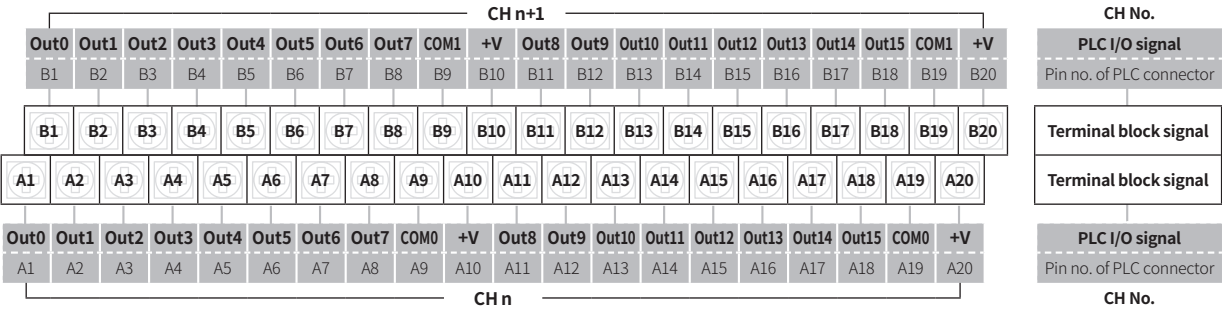 CH n+1 CH No.
Out0 Out1 Out2 Out3 Out4 Out5 Out6 Out7 COM1 +V Out8 Out9 Out10 Out11 Out12 Out13 Out14 Out15 COM1 +V PLC I/O signal
B1 B2 B3 B4 B5 B6 B7 B8 B9 B10 B11 B12 B13 B14 B15 B16 B17 B18 B19 B20 Pin no. of PLC connector
B1 B2 B3 B4 B5 B6 B7 B8 B9 B10 B11 B12 B13 B14 B15 B16 B17 B18 B19 B20 Terminal block signal
A1 A2 A3 A4 A5 A6 A7 A8 A9 A10 A11 A12 A13 A14 A15 A16 A17 A18 A19 A20 Terminal block signal
Out0 Out1 Out2 Out3 Out4 Out5 Out6 Out7 COM0 +V Out8 Out9 Out10 Out11 Out12 Out13 Out14 Out15 COM0 +V PLC I/O signal
A1 A2 A3 A4 A5 A6 A7 A8 A9 A10 A11 A12 A13 A14 A15 A16 A17 A18 A19 A20 Pin no. of PLC connector
CH n CH No.